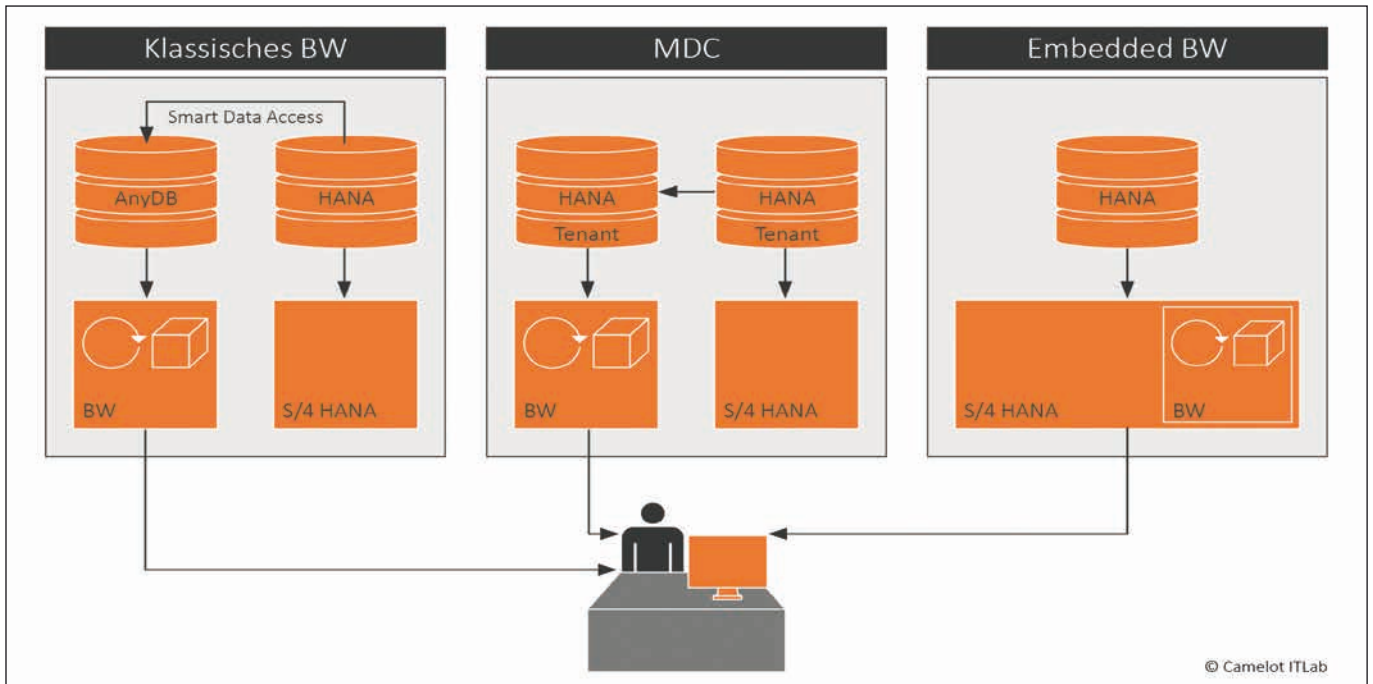 Klassisches BW
Smart Data Access
AnyDB
HANA
BW
S/4 HANA
MDC
HANA
Tenant
HANA
Tenant
BW
S/4 HANA
Embedded BW
HANA
S/4 HANA
BW
© Camelot ITLab